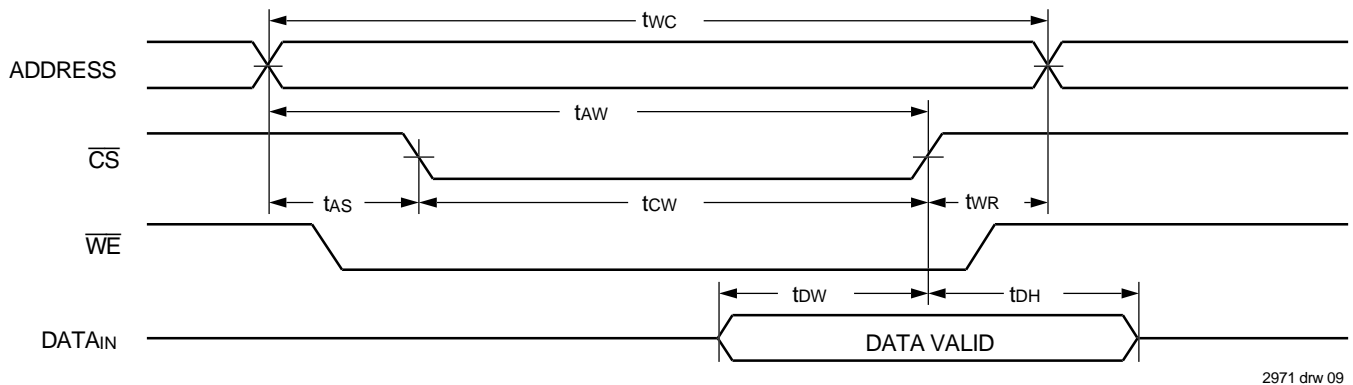 tWC
ADDRESS
tAW
CS
tAS
tCW
tWR
WE
tDW
tDH
DATAIN
DATA VALID
2971 drw 09